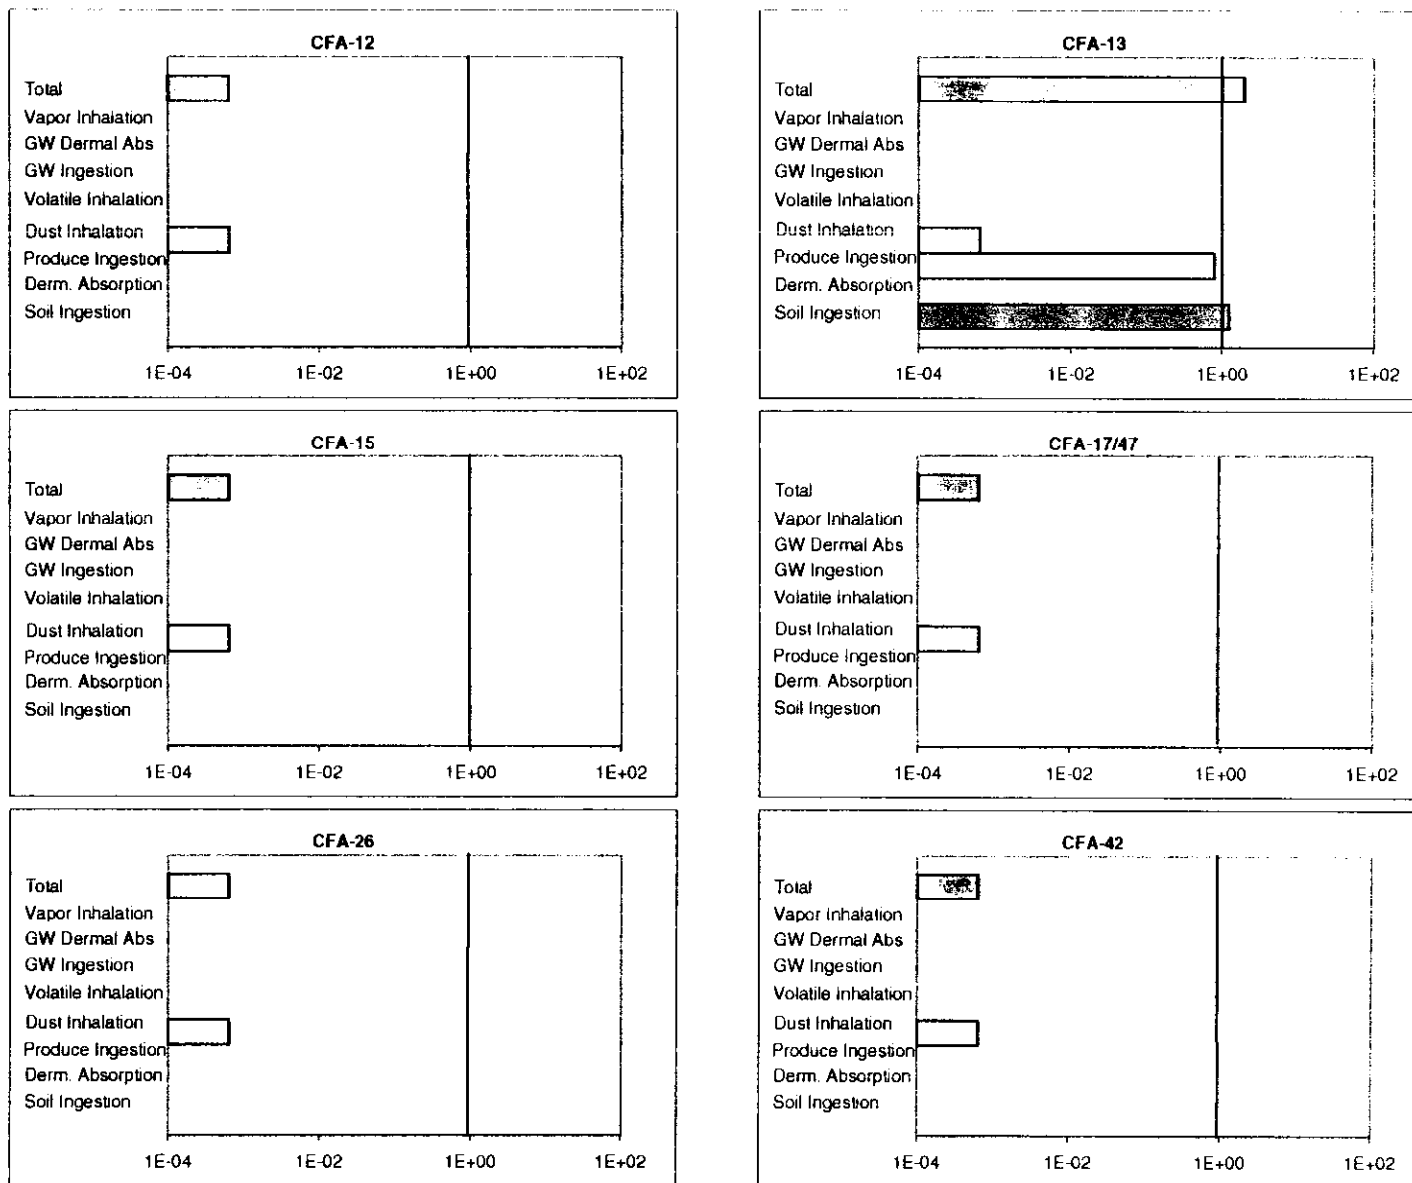 CFA-12
Total
Vapor Inhalation
GW Dermal Abs
GW Ingestion
Volatile Inhalation
Dust Inhalation
Produce Ingestion
Derm. Absorption
Soil Ingestion
1E-04 1E-02 1E+00 1E+02
CFA-13
Total
Vapor Inhalation
GW Dermal Abs
GW Ingestion
Volatile Inhalation
Dust Inhalation
Produce Ingestion
Derm. Absorption
Soil Ingestion
1E-04 1E-02 1E+00 1E+02
CFA-15
Total
Vapor Inhalation
GW Dermal Abs
GW Ingestion
Volatile Inhalation
Dust Inhalation
Produce Ingestion
Derm. Absorption
Soil Ingestion
1E-04 1E-02 1E+00 1E+02
CFA-17/47
Total
Vapor Inhalation
GW Dermal Abs
GW Ingestion
Volatile Inhalation
Dust Inhalation
Produce Ingestion
Derm. Absorption
Soil Ingestion
1E-04 1E-02 1E+00 1E+02
CFA-26
Total
Vapor Inhalation
GW Dermal Abs
GW Ingestion
Volatile Inhalation
Dust Inhalation
Produce Ingestion
Derm. Absorption
Soil Ingestion
1E-04 1E-02 1E+00 1E+02
CFA-42
Total
Vapor Inhalation
GW Dermal Abs
GW Ingestion
Volatile Inhalation
Dust Inhalation
Produce Ingestion
Derm. Absorption
Soil Ingestion
1E-04 1E-02 1E+00 1E+02